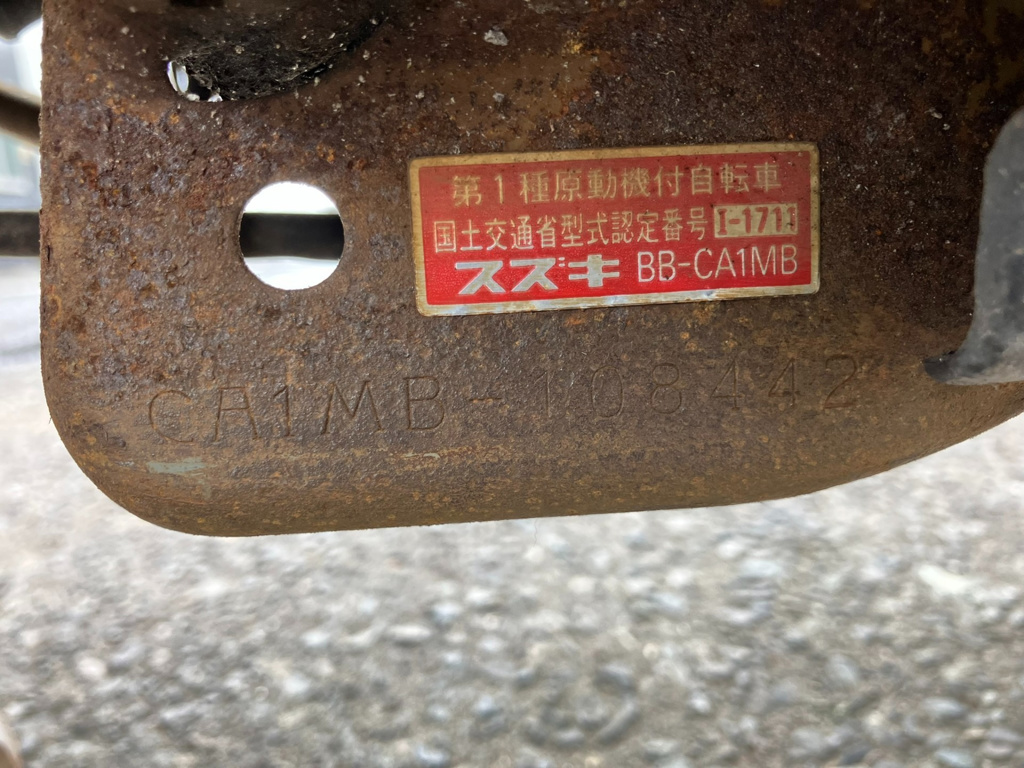 第1種原動機付自転車
国土交通省型式認定番号 I-1711
スズキ BB-CA1MB
CA1MB-108442